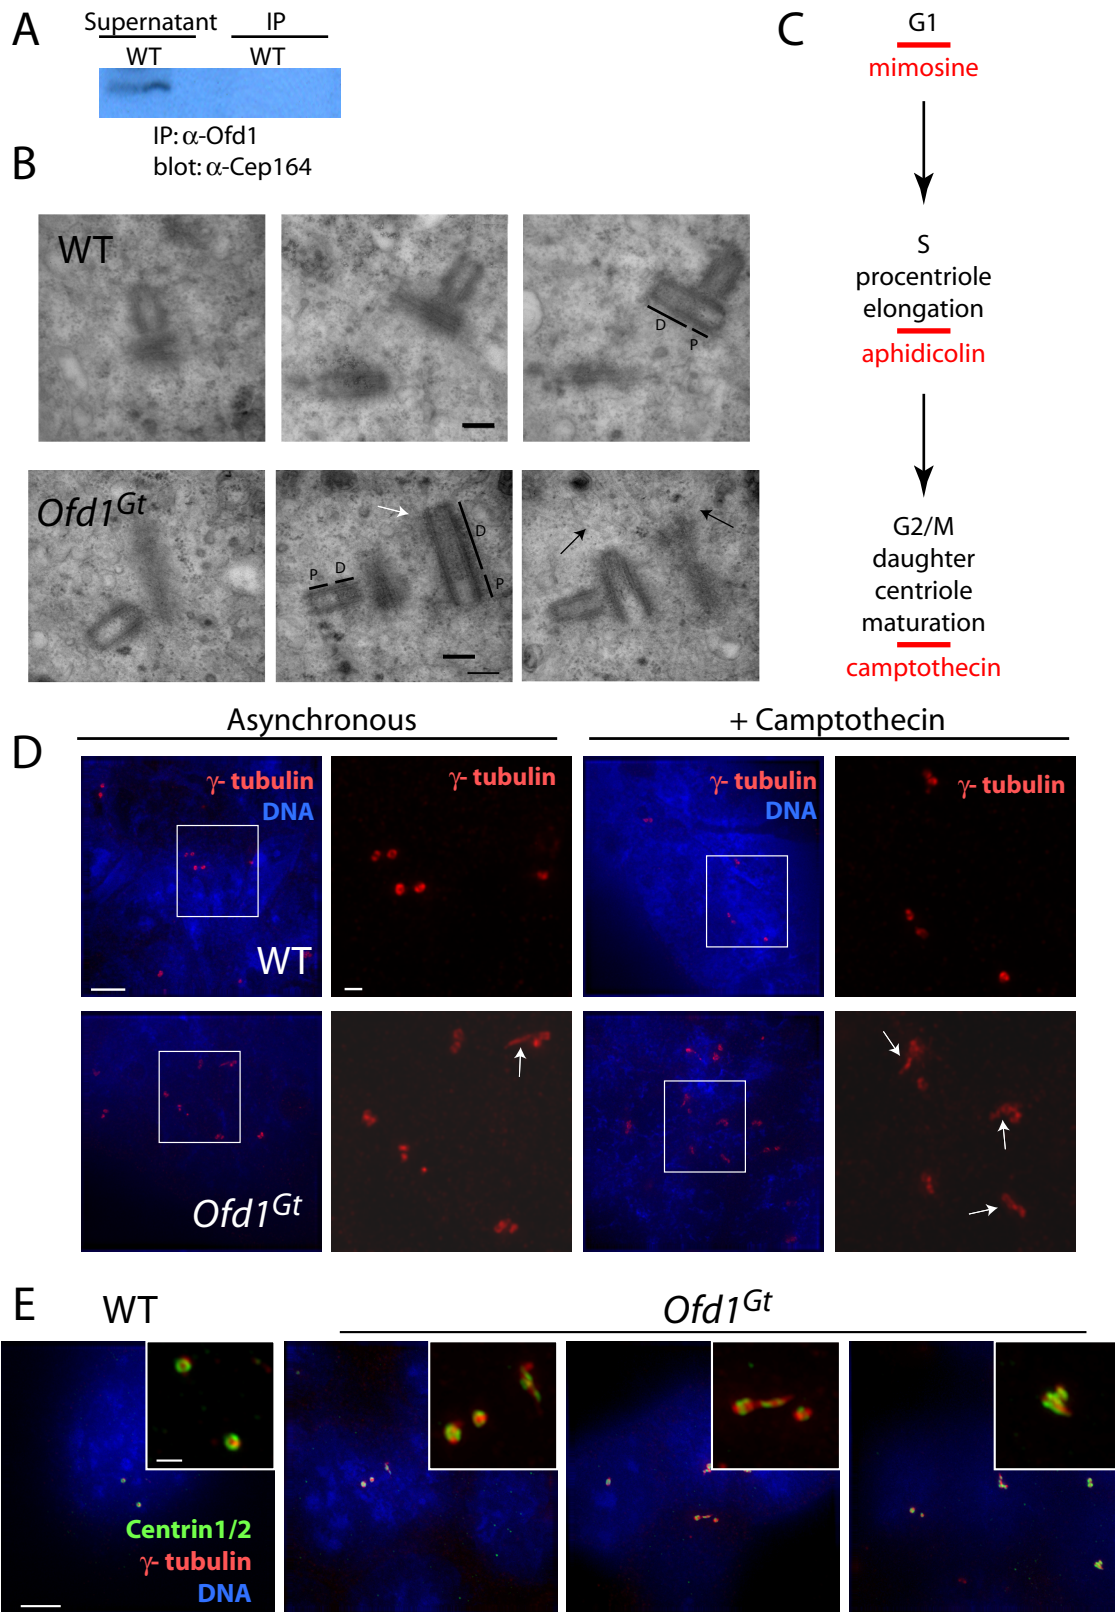 A
Supernatant IP
WT WT
IP: α-Ofd1
blot: α-Cep164
B
WT
D
P
Ofd1Gt
P D
D
P
C
G1
mimosine
S
procentriole
elongation
aphidicolin
G2/M
daughter
centriole
maturation
camptothecin
D
Asynchronous + Camptothecin
γ- tubulin
DNA
γ- tubulin
γ- tubulin
DNA
γ- tubulin
WT
Ofd1Gt
E
WT Ofd1Gt
Centrin1/2
γ- tubulin
DNA